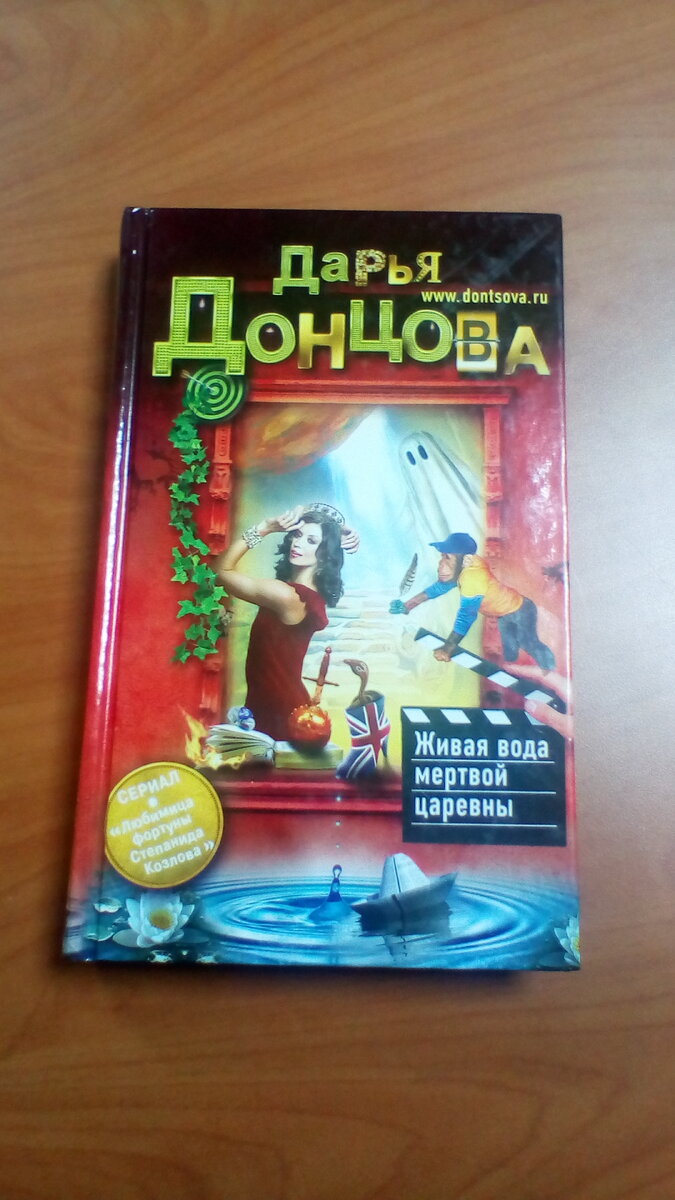 Дарья
www.dontsova.ru
Донцова
Живая вода
мертвой
царевны
СЕРИАЛ
«Любимица
фортуны
Степанида
Козлова»